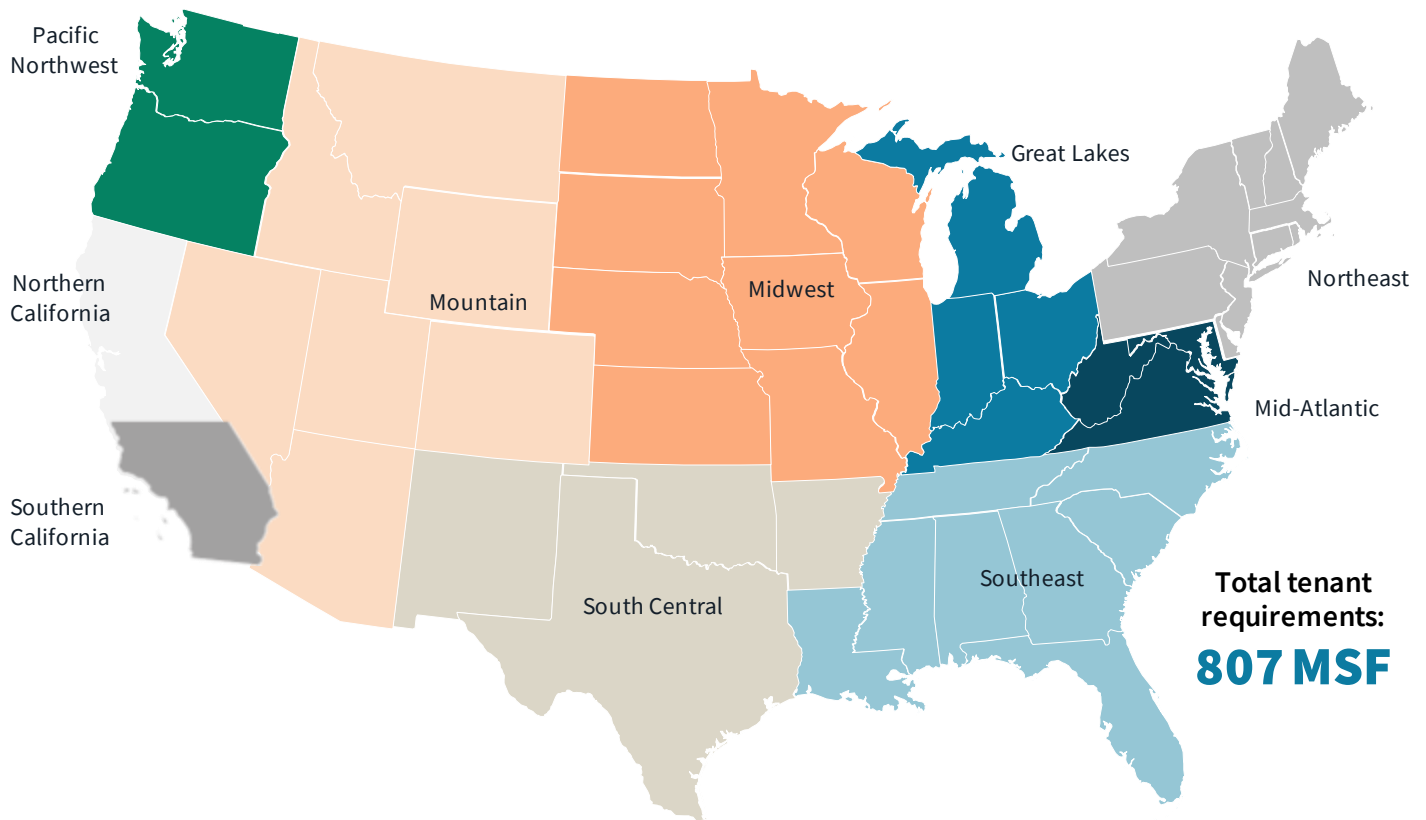 Pacific
Northwest
Great Lakes
Northern
California
Mountain
Midwest
Northeast
Mid-Atlantic
Southern
California
South Central
Southeast
Total tenant
requirements:
807 MSF